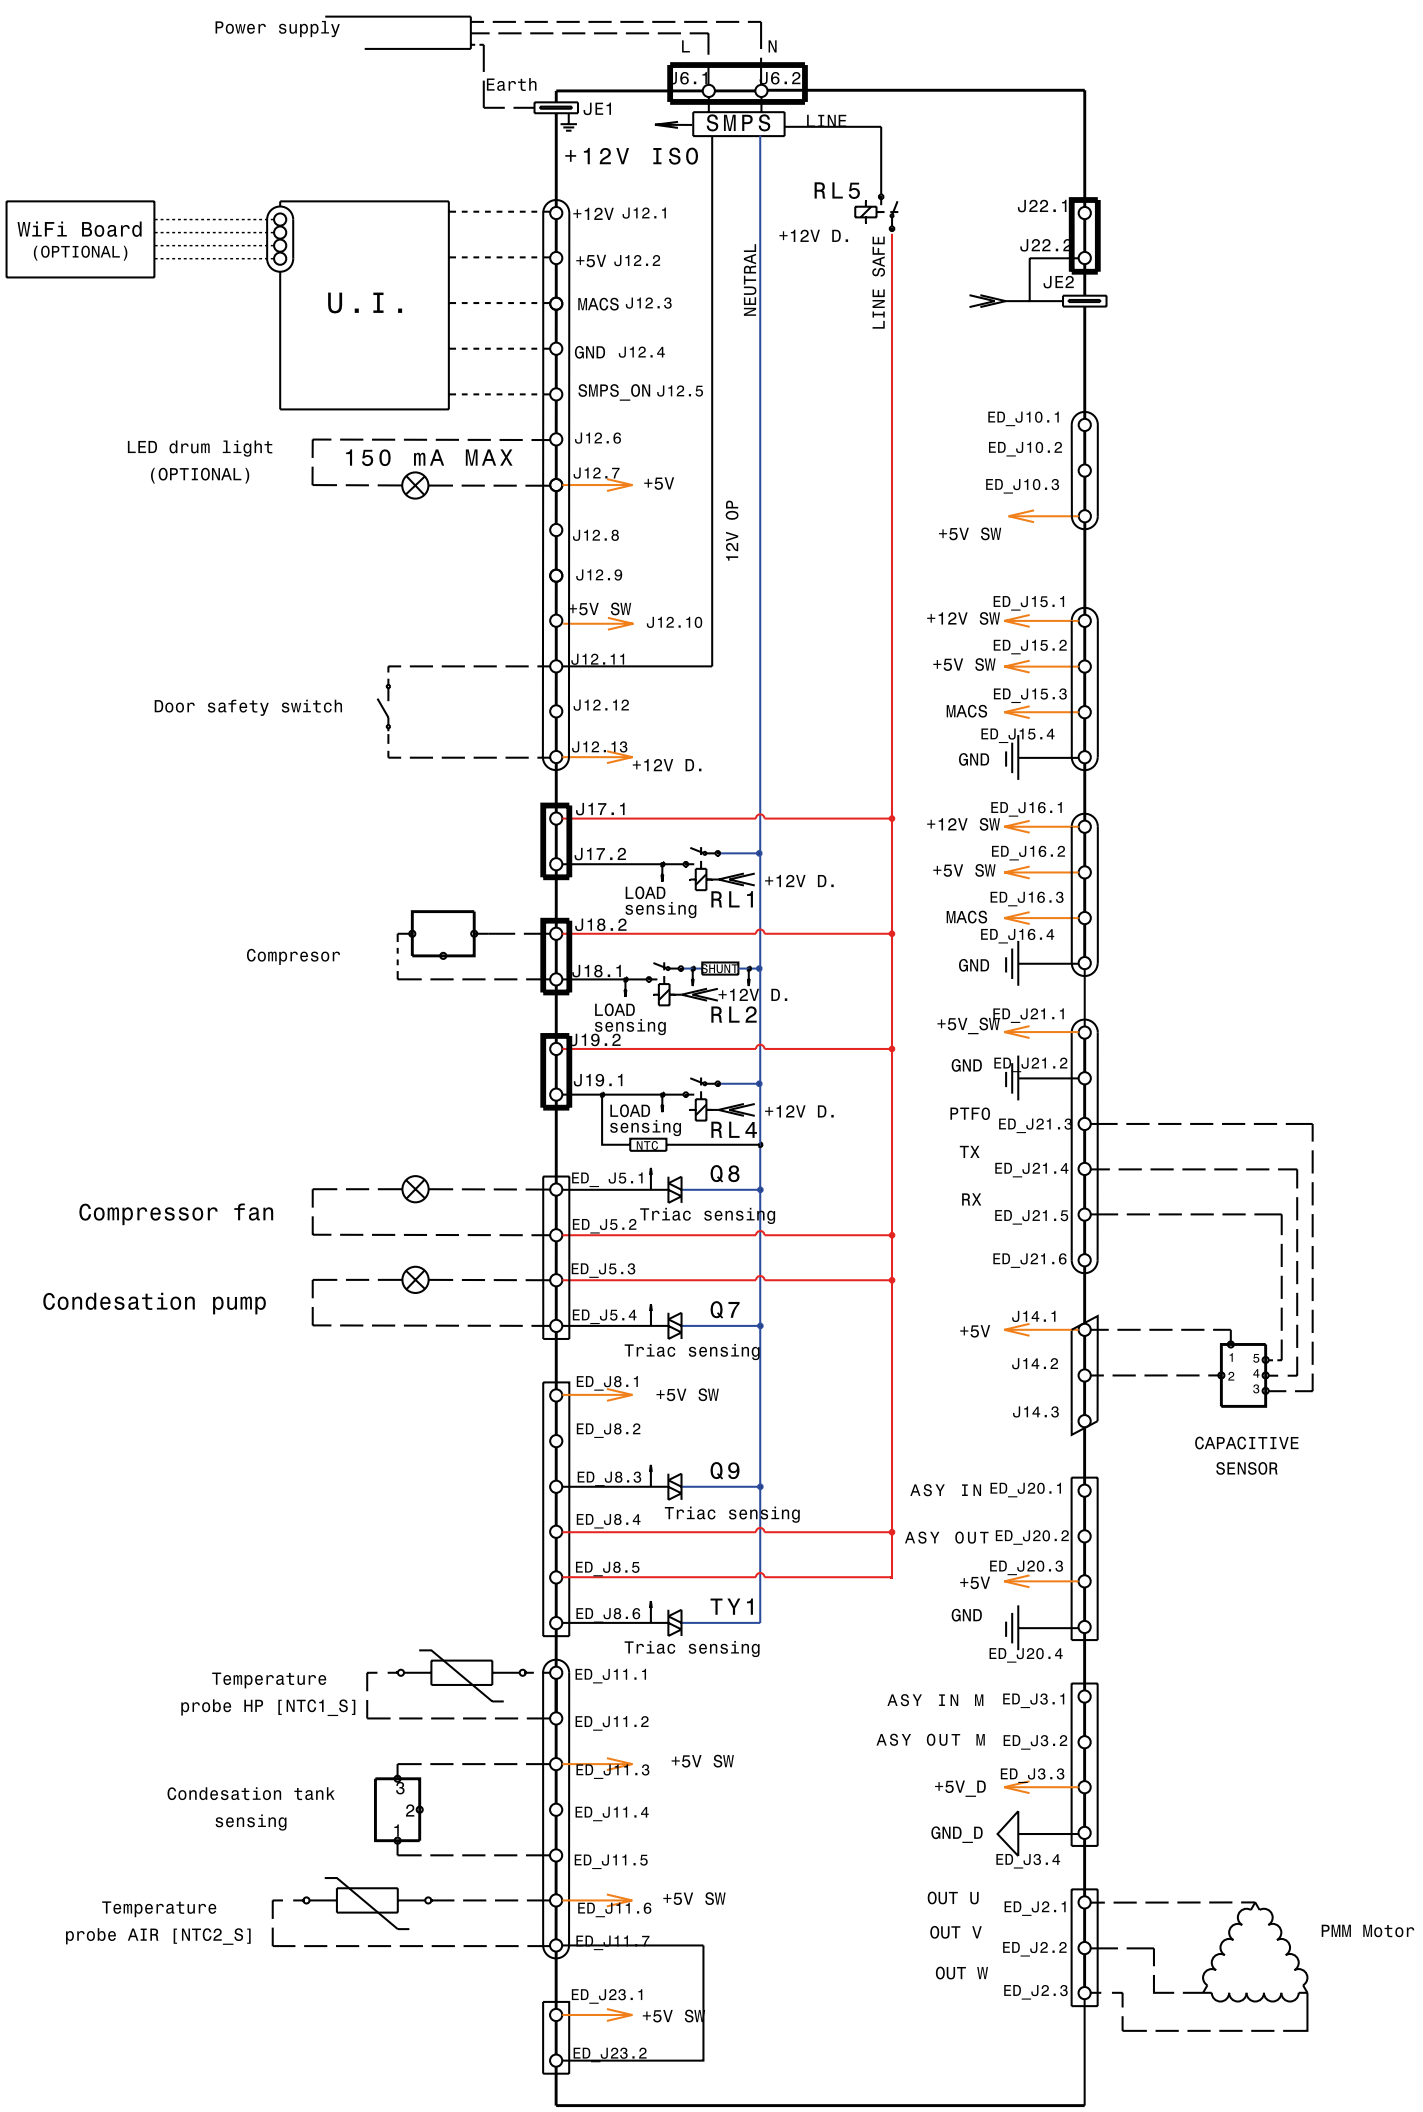 Power supply
L
N
J6.1
J6.2
Earth
JE1
SMPS
LINE
+12V ISO
RL5
+12V D.
NEUTRAL
LINE SAFE
12V OP
WiFi Board
(OPTIONAL)
U.I.
+12V J12.1
+5V J12.2
MACS J12.3
GND J12.4
SMPS_ON J12.5
LED drum light
(OPTIONAL)
150 mA MAX
J12.6
J12.7
+5V
J12.8
J12.9
+5V SW
J12.10
J12.11
Door safety switch
J12.12
J12.13
+12V D.
J17.1
J17.2
LOAD
sensing
RL1
+12V D.
Compresor
J18.2
J18.1
SHUNT
LOAD
sensing
+12V D.
RL2
J19.2
J19.1
LOAD
sensing
+12V D.
RL4
NTC
Compressor fan
ED_ J5.1
Q8
Triac sensing
ED_J5.2
Condesation pump
ED_J5.3
ED_J5.4
Q7
Triac sensing
ED_J8.1
+5V SW
ED_J8.2
ED_J8.3
Q9
Triac sensing
ED_J8.4
ED_J8.5
ED_J8.6
TY1
Triac sensing
Temperature
probe HP [NTC1_S]
ED_J11.1
ED_J11.2
Condesation tank
sensing
3
2
1
ED_J11.3
+5V SW
ED_J11.4
ED_J11.5
Temperature
probe AIR [NTC2_S]
ED_J11.6
+5V SW
ED_J11.7
ED_J23.1
+5V SW
ED_J23.2
J22.1
J22.2
JE2
ED_J10.1
ED_J10.2
ED_J10.3
+5V SW
ED_J15.1
+12V SW
ED_J15.2
+5V SW
ED_J15.3
MACS
ED_J15.4
GND
ED_J16.1
+12V SW
ED_J16.2
+5V SW
ED_J16.3
MACS
ED_J16.4
GND
ED_J21.1
+5V_SW
GND ED_J21.2
PTFO
ED_J21.3
TX
ED_J21.4
RX
ED_J21.5
ED_J21.6
J14.1
+5V
J14.2
J14.3
1
2
5
4
3
CAPACITIVE
SENSOR
ASY IN ED_J20.1
ASY OUT ED_J20.2
ED_J20.3
+5V
GND
ED_J20.4
ASY IN M ED_J3.1
ASY OUT M ED_J3.2
ED_J3.3
+5V_D
GND_D
ED_J3.4
OUT U
ED_J2.1
OUT V
ED_J2.2
OUT W
ED_J2.3
PMM Motor